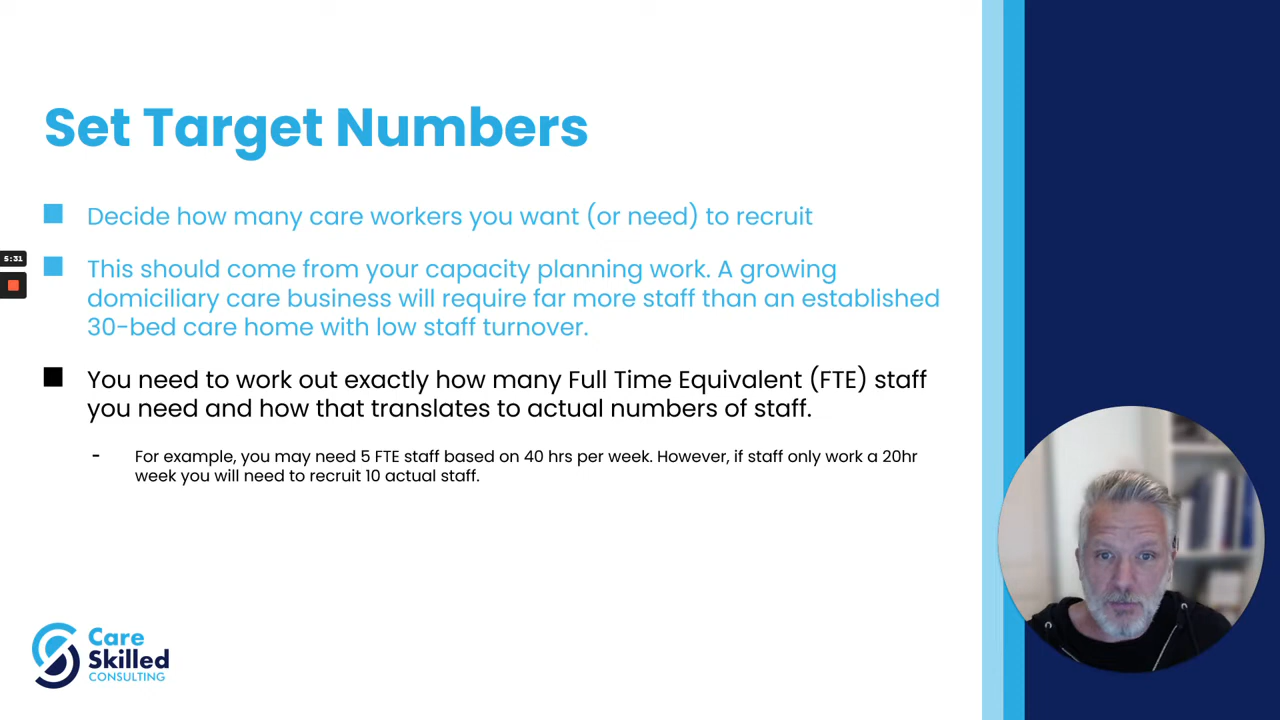 Set Target Numbers
Decide how many care workers you want (or need) to recruit
This should come from your capacity planning work. A growing
domiciliary care business will require far more staff than an established
30-bed care home with low staff turnover.
5:31
You need to work out exactly how many Full Time Equivalent (FTE) staff
you need and how that translates to actual numbers of staff.
- For example, you may need 5 FTE staff based on 40 hrs per week. However, if staff only work a 20hr
week you will need to recruit 10 actual staff.
Care
Skilled
CONSULTING